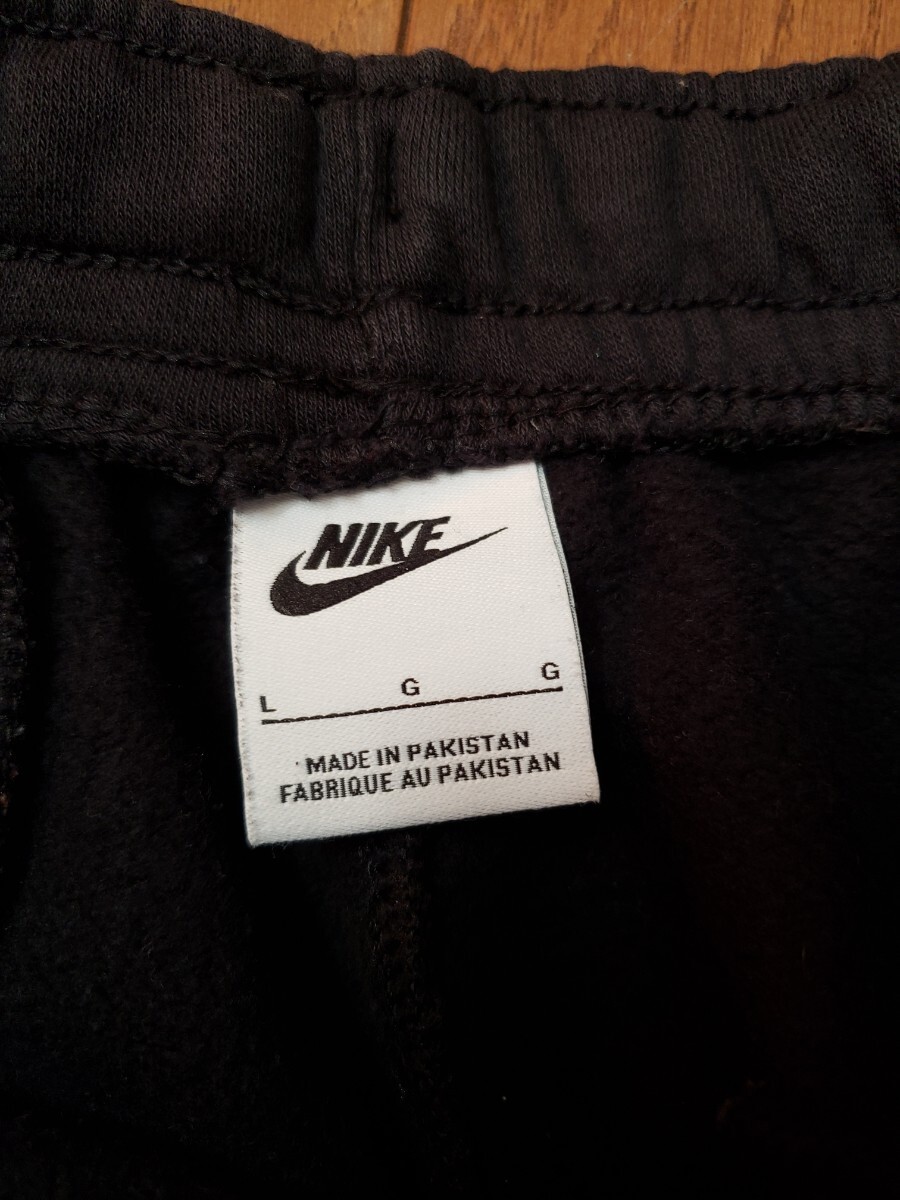 NIKE
L G G
MADE IN PAKISTAN
FABRIQUE AU PAKISTAN